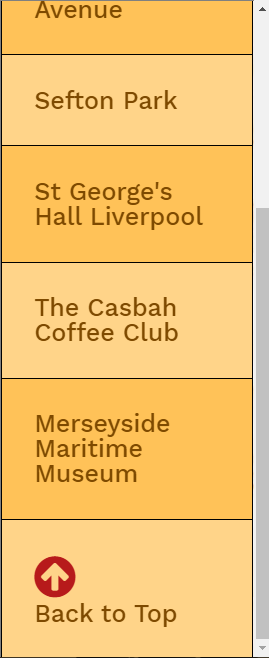 Avenue
Sefton Park
St George's
Hall Liverpool
The Casbah
Coffee Club
Merseyside
Maritime
Museum
Back to Top